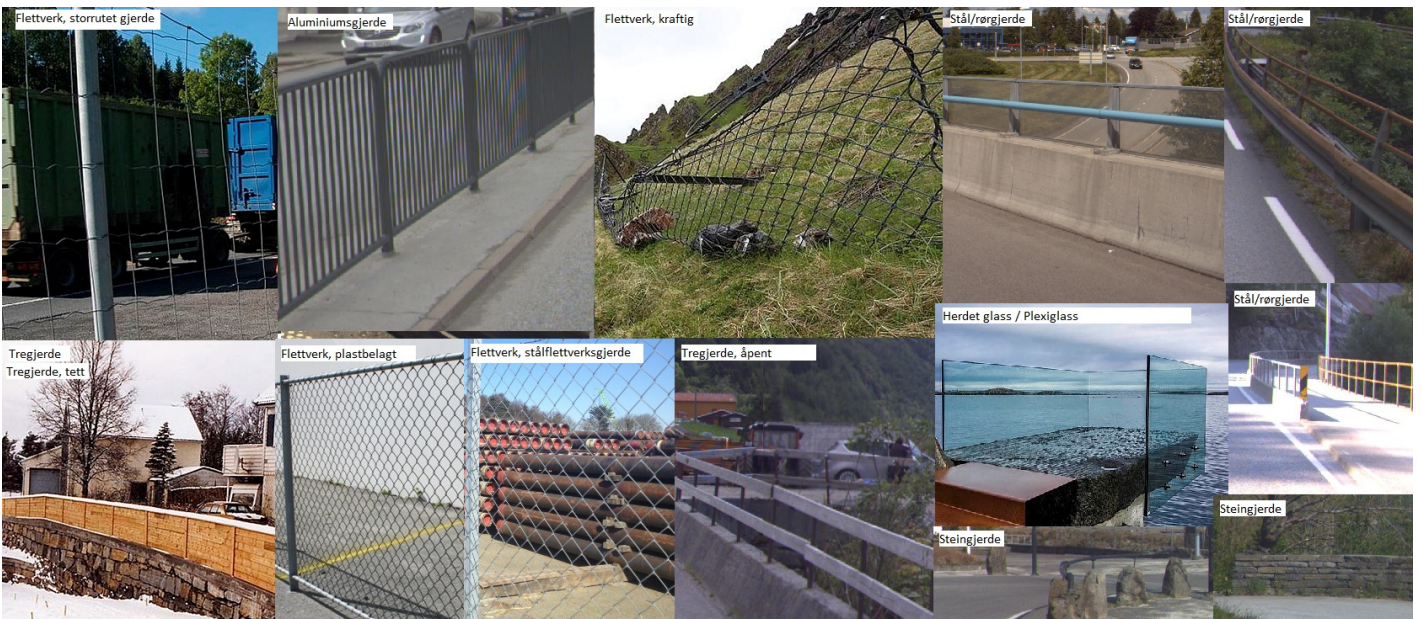 Flettverk, storrutet gjerde
Aluminiumsgjerde
Flettverk, kraftig
Stål/rørgjerde
Stål/rørgjerde
Stål/rørgjerde
Herdet glass / Plexiglass
Tregjerde
Tregjerde, tett
Flettverk, plastbelagt
Flettverk, stålflettverksgjerde
Tregjerde, åpent
Steingjerde
Steingjerde